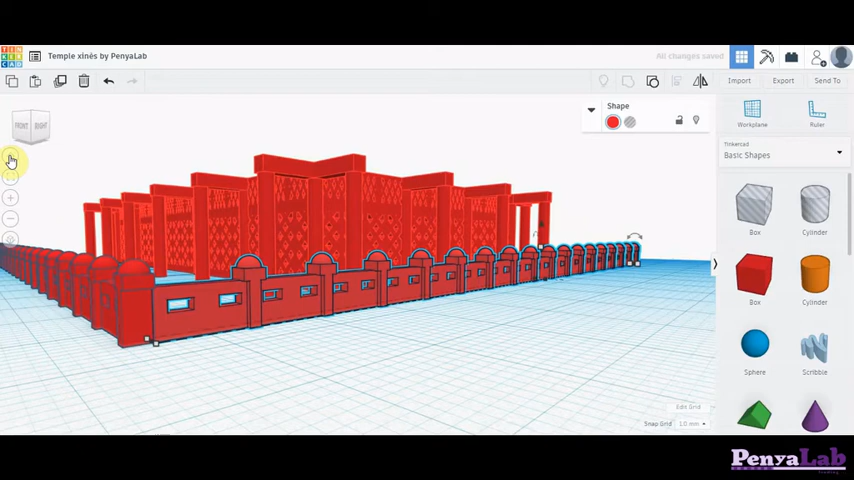 TIN
KER
CAD
Temple xinès by PenyaLab
All changes saved
Import
Export
Send To
Shape
FRONT
RIGHT
Workplane
Ruler
Tinkercad
Basic Shapes
Box
Cylinder
Box
Cylinder
Sphere
Scribble
Edit Grid
Snap Grid 1.0 mm
PenyaLab